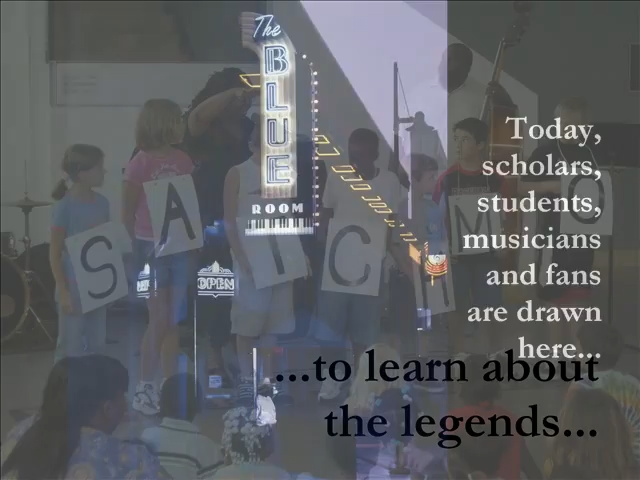 The
BLUE
ROOM
OPEN
S A T C H M O
Today,
scholars,
students,
musicians
and fans
are drawn
here...
...to learn about
the legends...